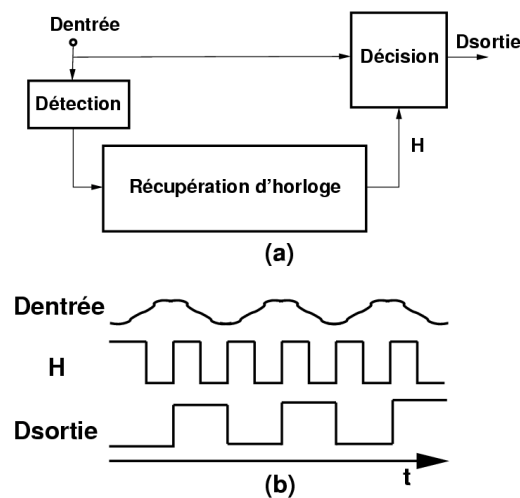 Dentrée
Dsortie
Décision
Détection
H
Récupération d'horloge
(a)
Dentrée
H
Dsortie
t
(b)